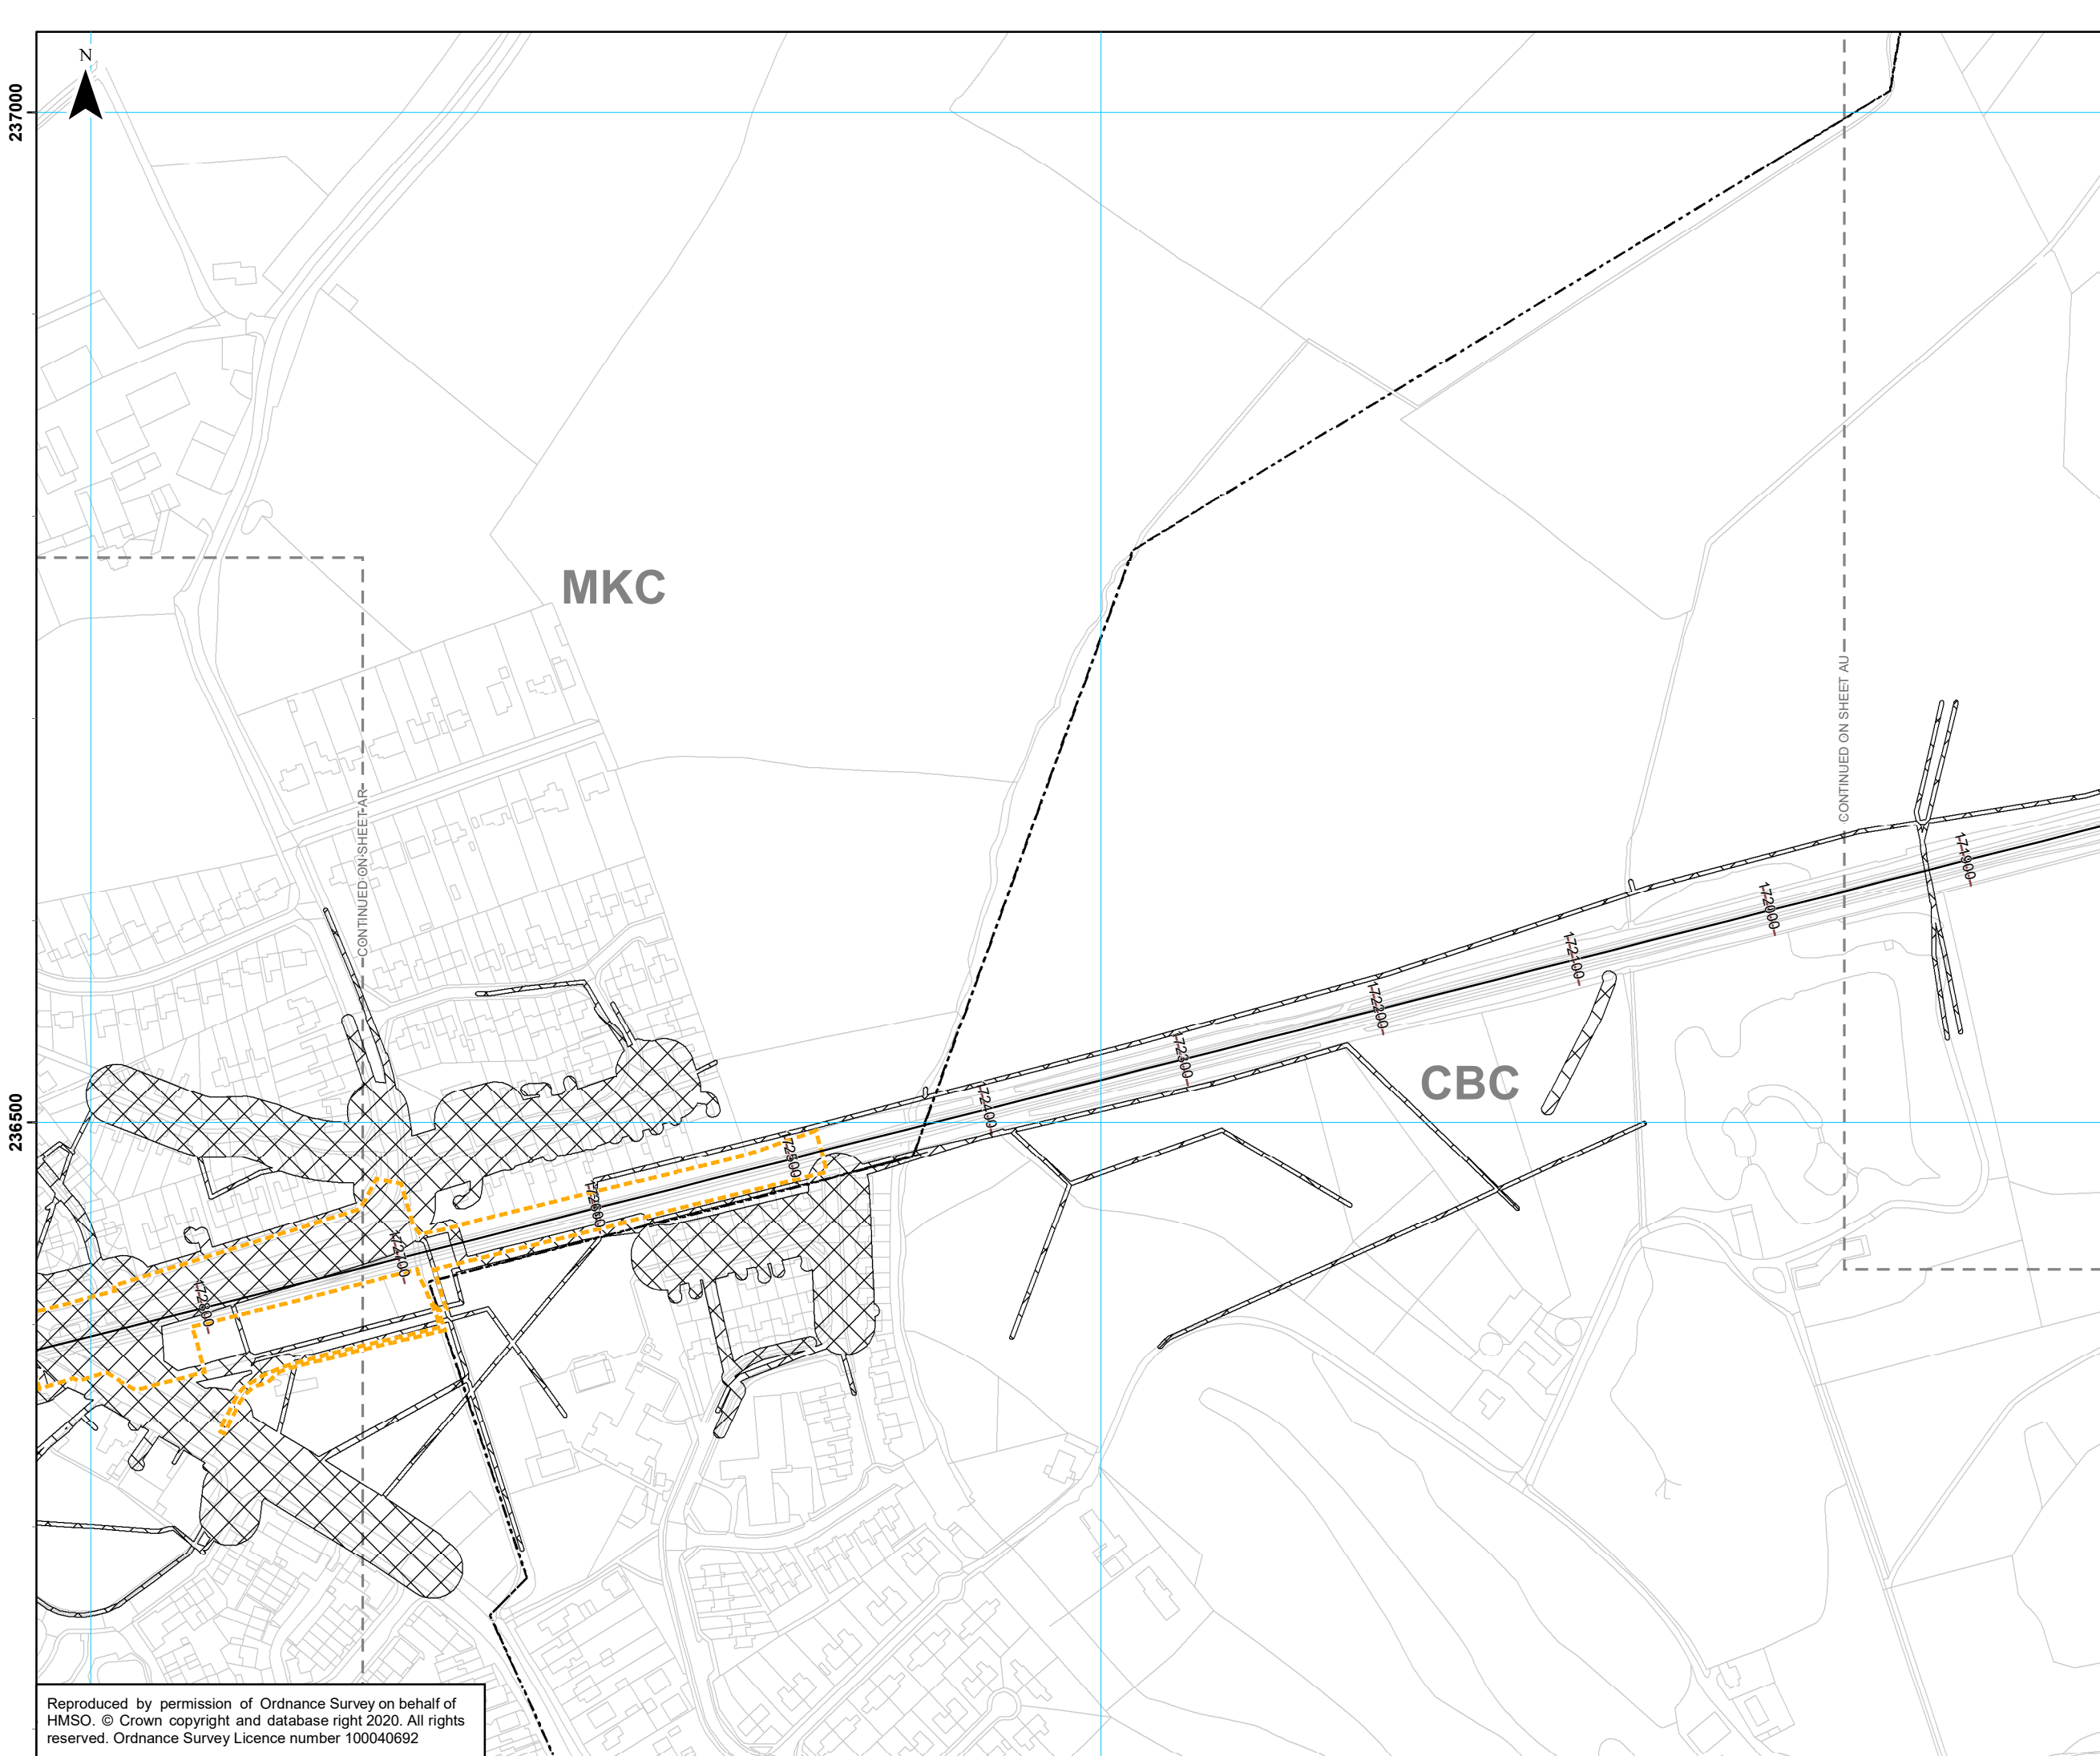 N
237000
MKC
CONTINUED ON SHEET AU
CONTINUED ON SHEET AR
171900
172000
172100
172200
CBC
172300
172400
236500
172500
172600
172700
172800
Reproduced by permission of Ordnance Survey on behalf of
HMSO. © Crown copyright and database right 2020. All rights
reserved. Ordnance Survey Licence number 100040692